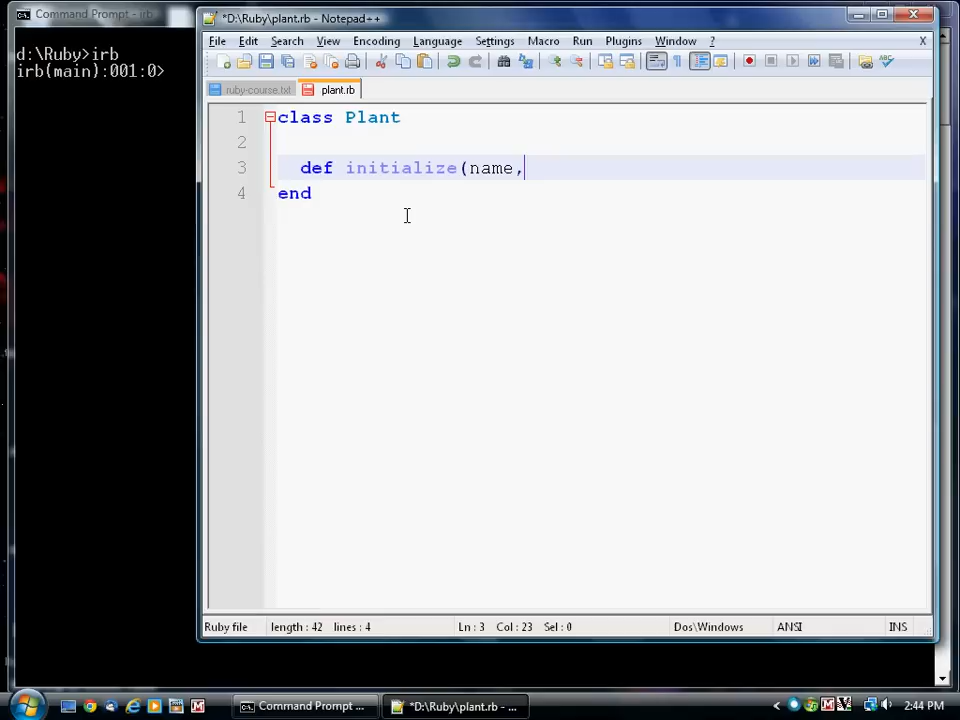 Command Prompt - irb
*D:\Ruby\plant.rb - Notepad++
d:\Ruby>irb
irb(main):001:0>
File Edit Search View Encoding Language Settings Macro Run Plugins Window ? X
ruby-course.txt plant.rb
1 class Plant
2
3 def initialize(name,
4 end
Ruby file length : 42 lines : 4 Ln : 3 Col : 23 Sel : 0 Dos\Windows ANSI INS
Command Prompt ... *D:\Ruby\plant.rb - ... 2:44 PM